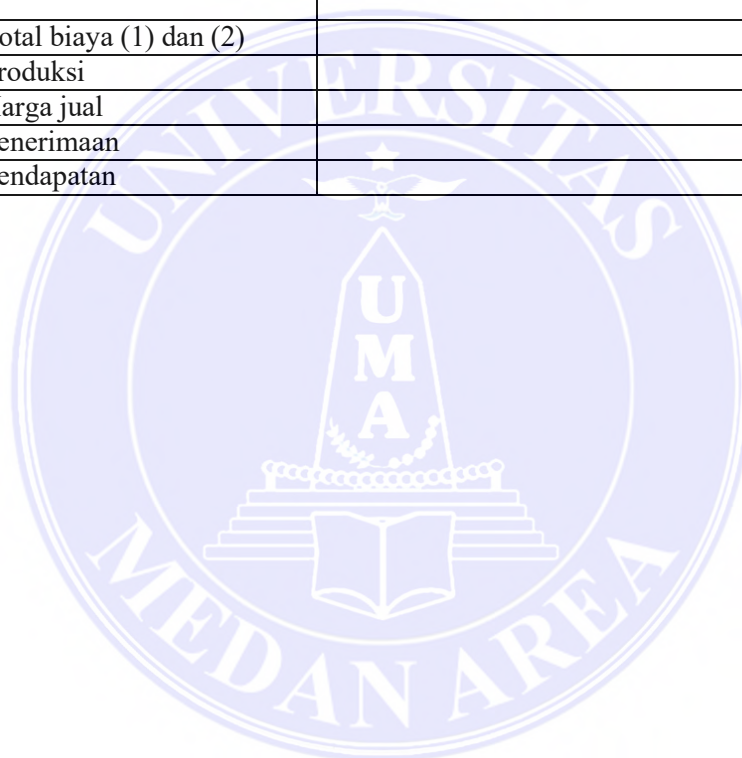 otal biaya (1) dan (2)
roduksi
arga jual
enerimaan
endapatan
UNIVERSITAS
U
M
A
MEDAN AREA